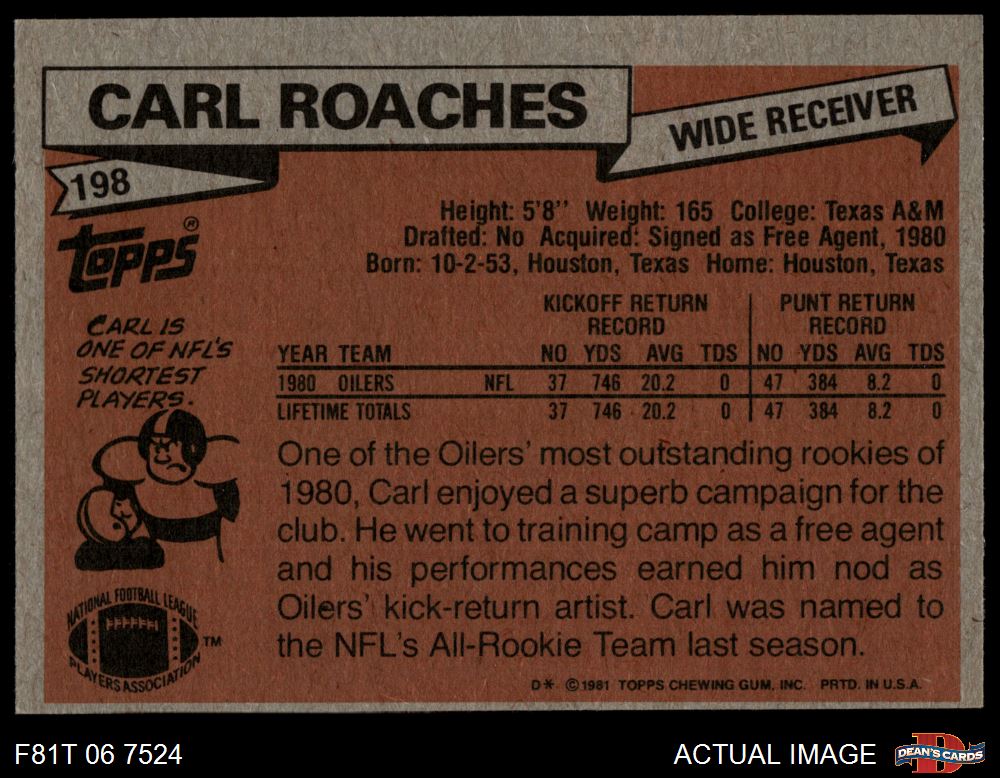 CARL ROACHES
WIDE RECEIVER
198
TOPPS®
Height: 5'8'' Weight: 165 College: Texas A&M
Drafted: No Acquired: Signed as Free Agent, 1980
Born: 10-2-53, Houston, Texas Home: Houston, Texas
CARL IS
ONE OF NFL'S
SHORTEST
PLAYERS.
KICKOFF RETURN RECORD PUNT RETURN RECORD
YEAR TEAM NO YDS AVG TDS NO YDS AVG TDS
1980 OILERS NFL 37 746 20.2 0 47 384 8.2 0
LIFETIME TOTALS 37 746 20.2 0 47 384 8.2 0
One of the Oilers' most outstanding rookies of
1980, Carl enjoyed a superb campaign for the
club. He went to training camp as a free agent
and his performances earned him nod as
Oilers' kick-return artist. Carl was named to
the NFL's All-Rookie Team last season.
NATIONAL FOOTBALL LEAGUE
PLAYERS ASSOCIATION
TM
D* ©1981 TOPPS CHEWING GUM, INC. PRTD. IN U.S.A.
F81T 06 7524
ACTUAL IMAGE
D
DEAN'S CARDS